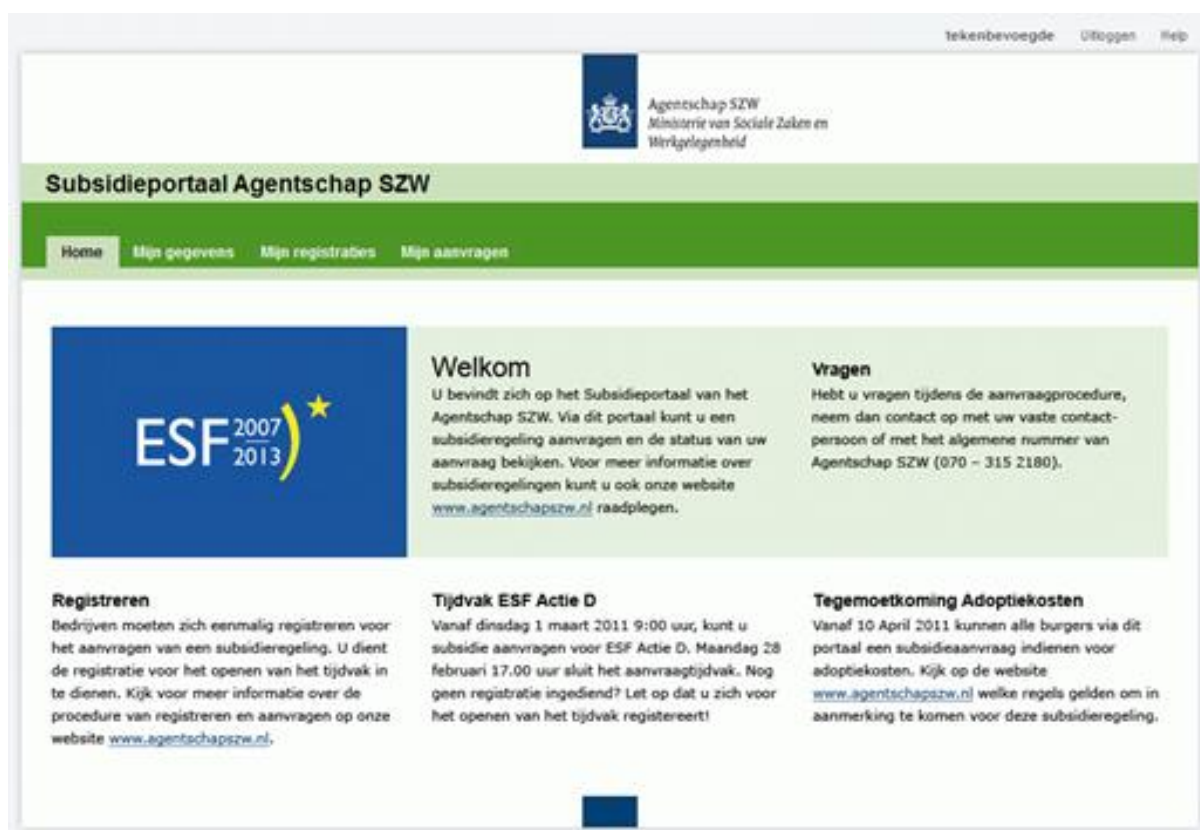 tekenbevoegde Uitloggen Help
Agentschap SZW
Ministerie van Sociale Zaken en
Werkgelegenheid
Subsidieportaal Agentschap SZW
Home Mijn gegevens Mijn registraties Mijn aanvragen
ESF 2007 2013
Welkom
U bevindt zich op het Subsidieportaal van het
Agentschap SZW. Via dit portaal kunt u een
subsidieregeling aanvragen en de status van uw
aanvraag bekijken. Voor meer informatie over
subsidieregelingen kunt u ook onze website
www.agentschapszw.nl raadplegen.
Vragen
Hebt u vragen tijdens de aanvraagprocedure,
neem dan contact op met uw vaste contact-
persoon of met het algemene nummer van
Agentschap SZW (070 – 315 2180).
Registreren
Bedrijven moeten zich eenmalig registreren voor
het aanvragen van een subsidieregeling. U dient
de registratie voor het openen van het tijdvak in
te dienen. Kijk voor meer informatie over de
procedure van registreren en aanvragen op onze
website www.agentschapszw.nl.
Tijdvak ESF Actie D
Vanaf dinsdag 1 maart 2011 9:00 uur, kunt u
subsidie aanvragen voor ESF Actie D. Maandag 28
februari 17.00 uur sluit het aanvraagtijdvak. Nog
geen registratie ingediend? Let op dat u zich voor
het openen van het tijdvak registereert!
Tegemoetkoming Adoptiekosten
Vanaf 10 April 2011 kunnen alle burgers via dit
portaal een subsidieaanvraag indienen voor
adoptiekosten. Kijk op de website
www.agentschapszw.nl welke regels gelden om in
aanmerking te komen voor deze subsidieregeling.